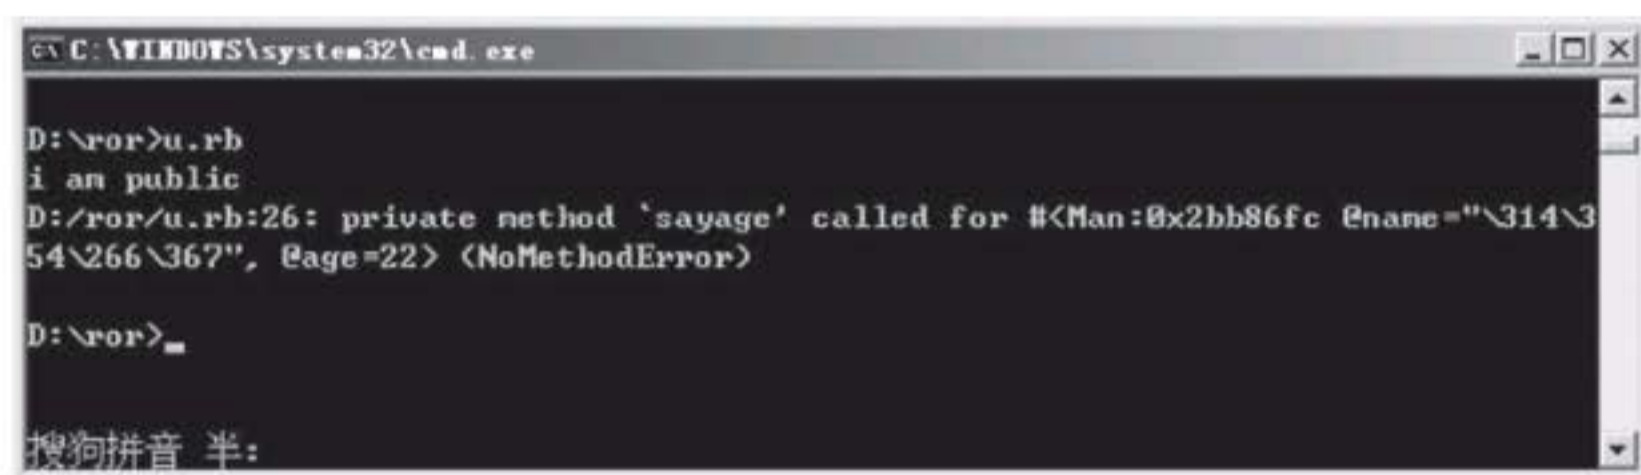 C:\WINDOWS\system32\cmd.exe
D:\ror>u.rb
i am public
D:/ror/u.rb:26: private method `sayage' called for #<Man:0x2bb86fc @name="\314\3
54\266\367", @age=22> (NoMethodError)
D:\ror>_
搜狗拼音 半: